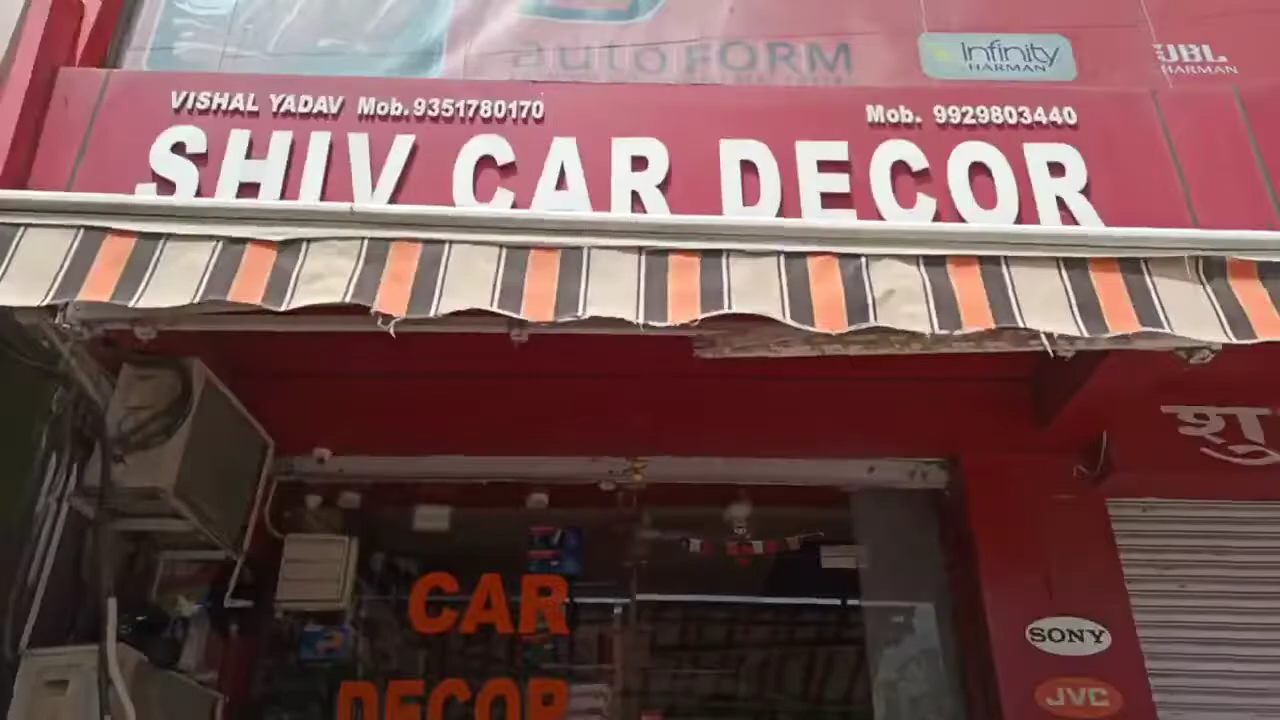 autoFORM
Infinity
HARMAN
JBL
HARMAN
VISHAL YADAV Mob. 9351780170
Mob. 9929803440
SHIV CAR DECOR
शु
CAR
DECOR
SONY
JVC